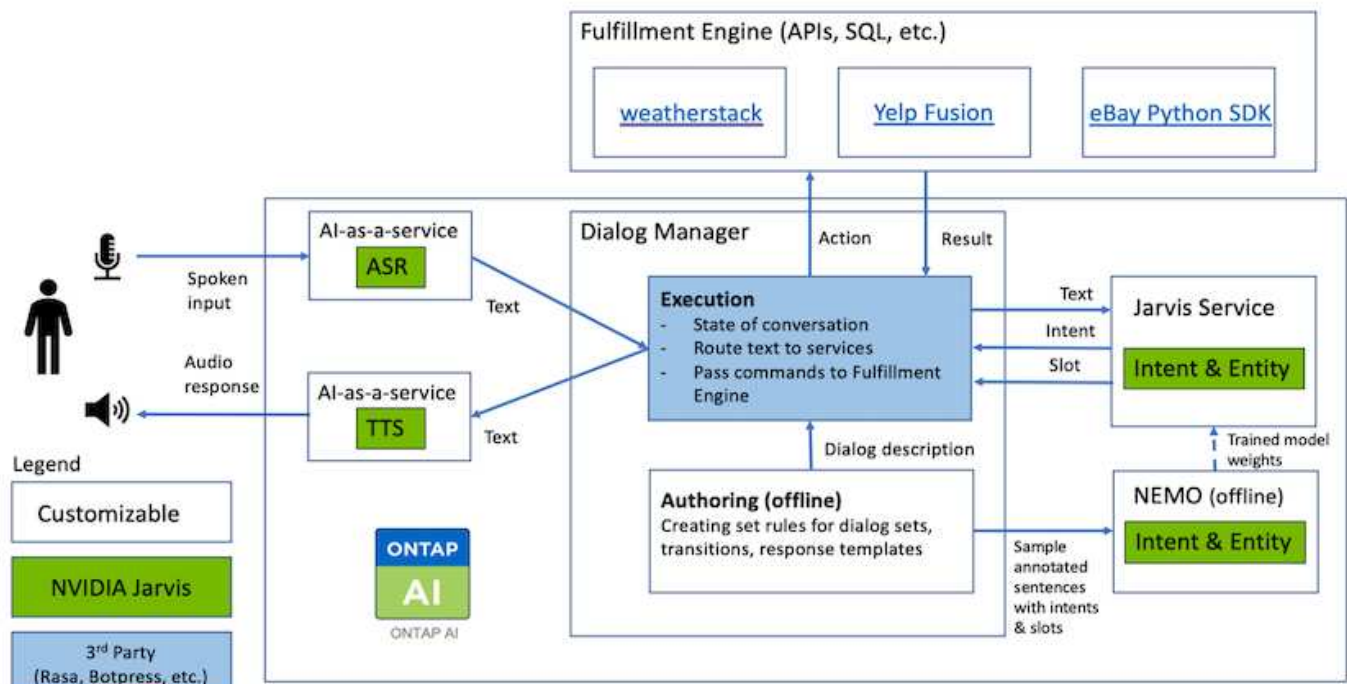 Fulfillment Engine (APIs, SQL, etc.)
weatherstack
Yelp Fusion
eBay Python SDK
AI-as-a-service
ASR
Spoken
input
Text
Dialog Manager
Action
Result
Execution
- State of conversation
- Route text to services
- Pass commands to Fulfillment
Engine
Text
Intent
Slot
Jarvis Service
Intent & Entity
Audio
response
AI-as-a-service
TTS
Text
Dialog description
Trained model
weights
Authoring (offline)
Creating set rules for dialog sets,
transitions, response templates
Sample
annotated
sentences
with intents
& slots
NEMO (offline)
Intent & Entity
Legend
Customizable
NVIDIA Jarvis
3rd Party
(Rasa, Botpress, etc.)
ONTAP
AI
ONTAP AI